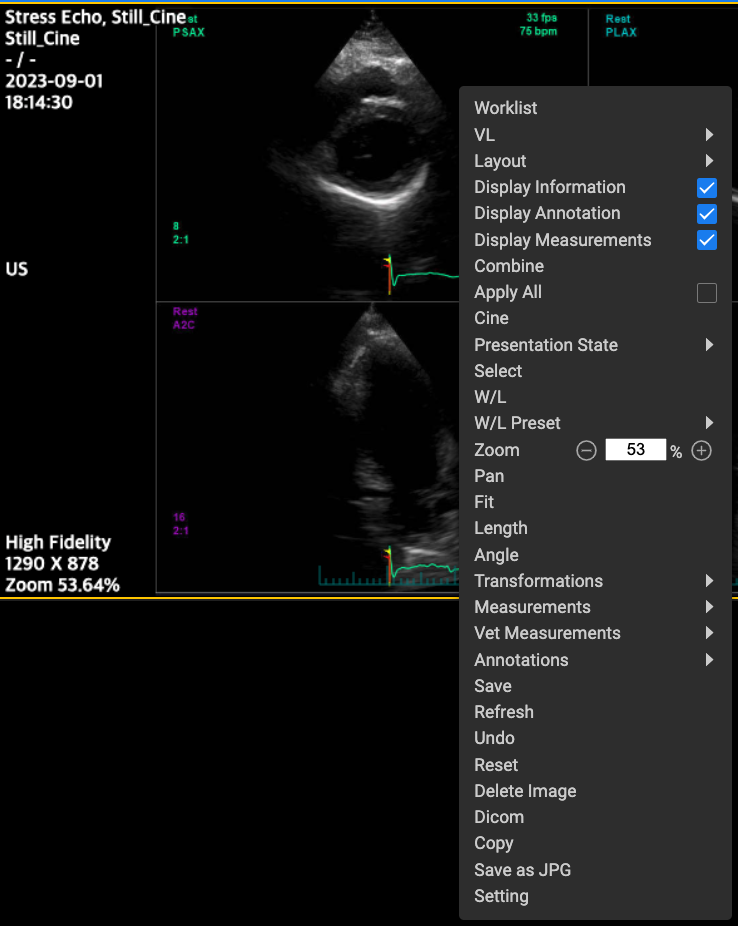 Stress Echo, Still_Cine
Still_Cine
- / -
2023-09-01
18:14:30
US
High Fidelity
1290 X 878
Zoom 53.64%
st
PSAX
33 fps
75 bpm
Rest
PLAX
8
2:1
Rest
A2C
16
2:1
Worklist
VL
Layout
Display Information
Display Annotation
Display Measurements
Combine
Apply All
Cine
Presentation State
Select
W/L
W/L Preset
Zoom 53 %
Pan
Fit
Length
Angle
Transformations
Measurements
Vet Measurements
Annotations
Save
Refresh
Undo
Reset
Delete Image
Dicom
Copy
Save as JPG
Setting